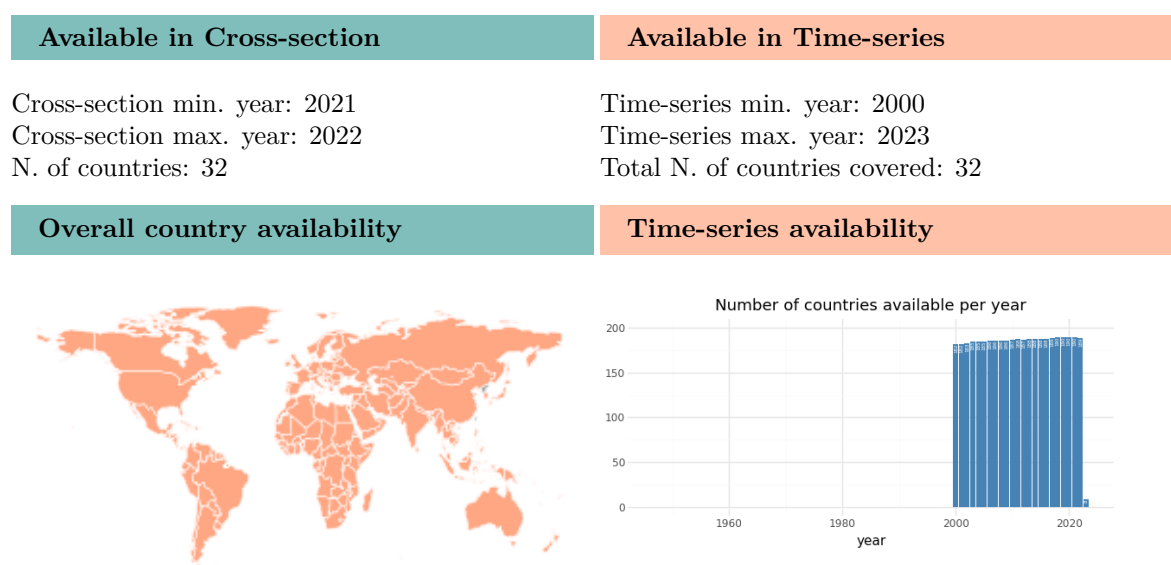 Available in Cross-section
Available in Time-series
Cross-section min. year: 2021
Cross-section max. year: 2022
N. of countries: 32
Time-series min. year: 2000
Time-series max. year: 2023
Total N. of countries covered: 32
Overall country availability
Time-series availability
Number of countries available per year
200
150
100
50
0
1960
1980
2000
2020
year